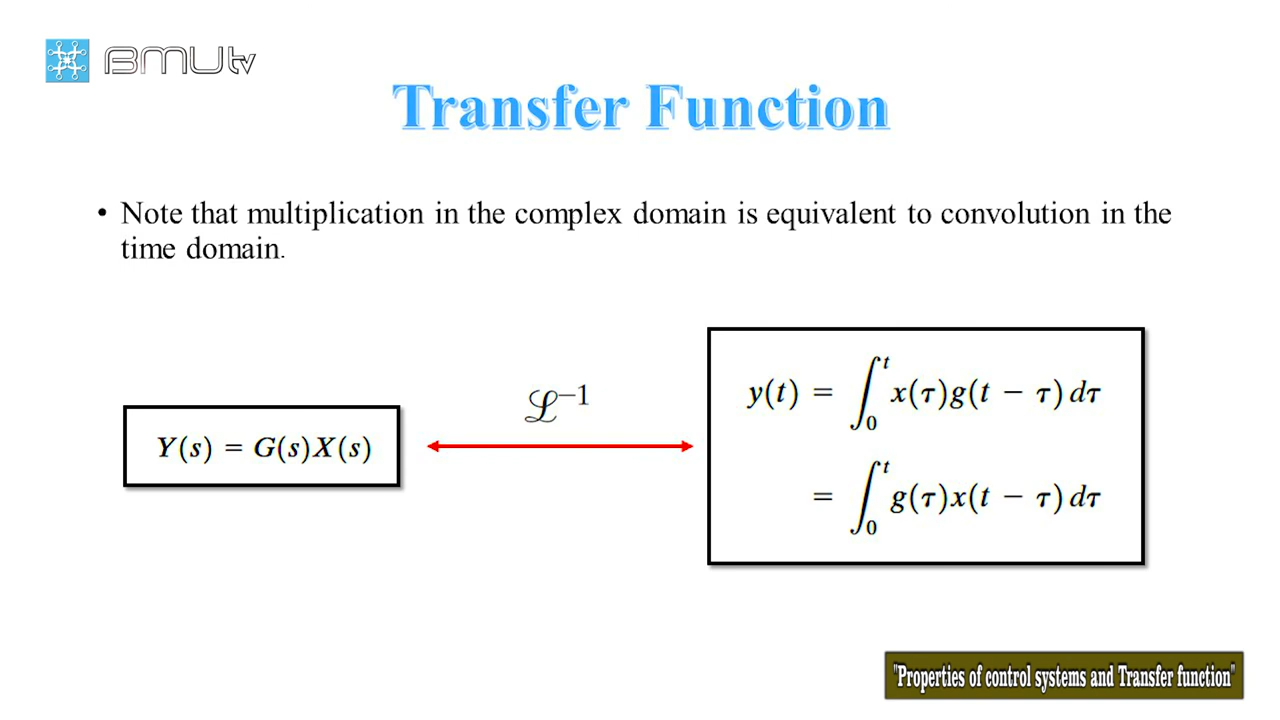 BMUtv
Transfer Function
• Note that multiplication in the complex domain is equivalent to convolution in the
time domain.
Y(s) = G(s)X(s)
ℒ⁻¹
y(t) = ∫₀ᵗ x(τ)g(t − τ) dτ
= ∫₀ᵗ g(τ)x(t − τ) dτ
"Properties of control systems and Transfer function"